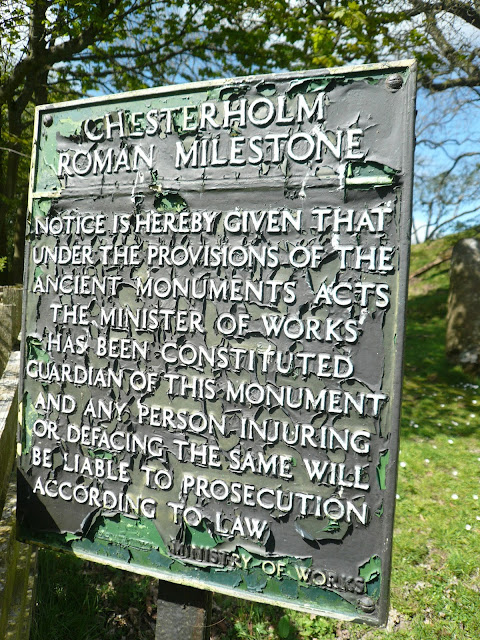 CHESTERHOLM
ROMAN MILESTONE
NOTICE IS HEREBY GIVEN THAT
UNDER THE PROVISIONS OF THE
ANCIENT MONUMENTS ACTS
THE MINISTER OF WORKS
HAS BEEN CONSTITUTED
GUARDIAN OF THIS MONUMENT
AND ANY PERSON INJURING
OR DEFACING THE SAME WILL
BE LIABLE TO PROSECUTION
ACCORDING TO LAW
MINISTRY OF WORKS